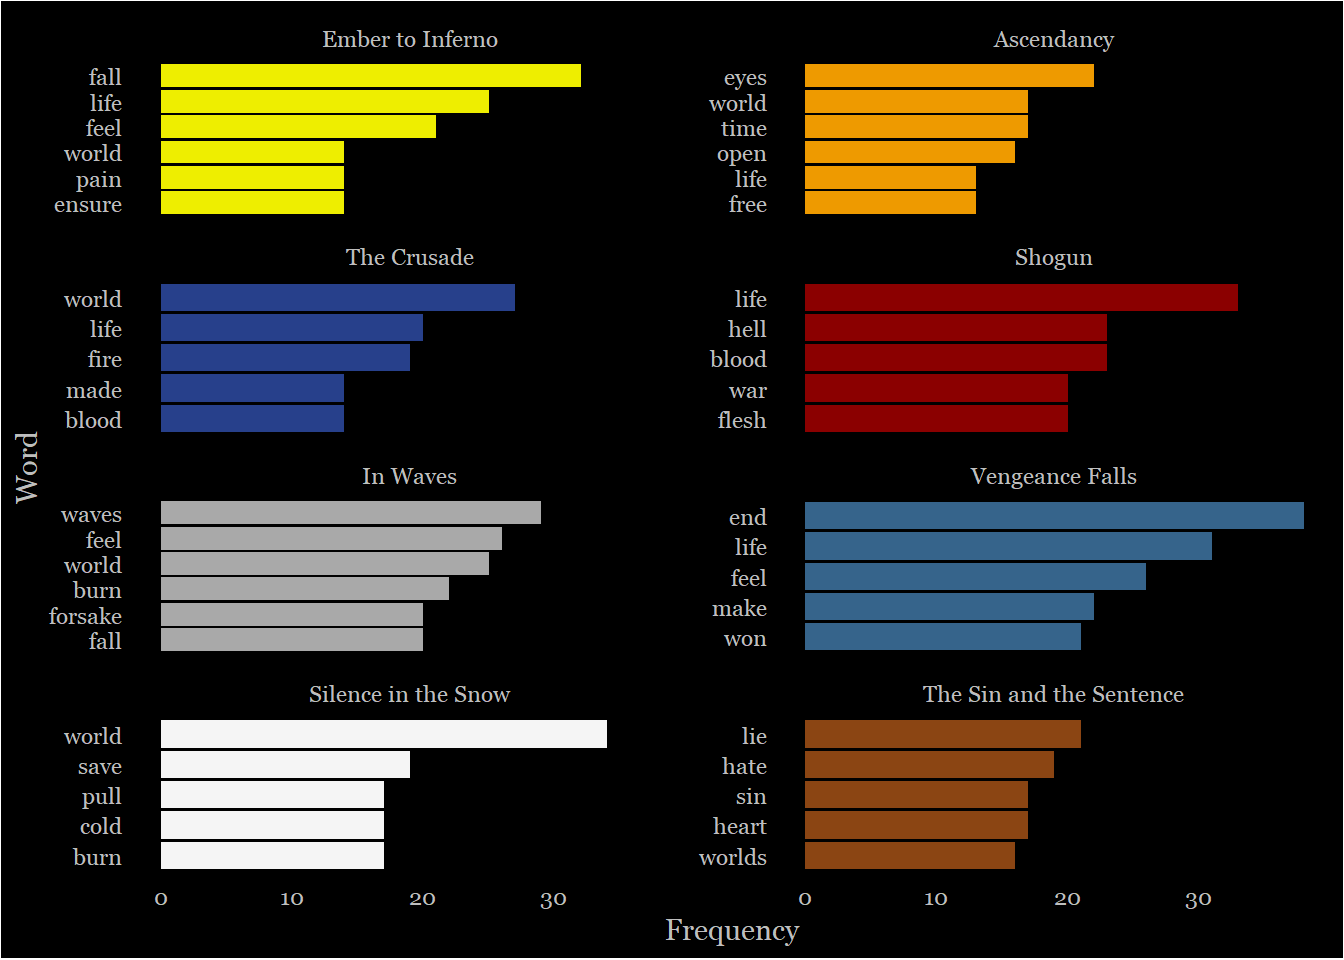 Ember to Inferno
fall
life
feel
world
pain
ensure
Ascendancy
eyes
world
time
open
life
free
The Crusade
world
life
fire
made
blood
Shogun
life
hell
blood
war
flesh
In Waves
waves
feel
world
burn
forsake
fall
Vengeance Falls
end
life
feel
make
won
Silence in the Snow
world
save
pull
cold
burn
The Sin and the Sentence
lie
hate
sin
heart
worlds
0 10 20 30
0 10 20 30
Frequency
Word